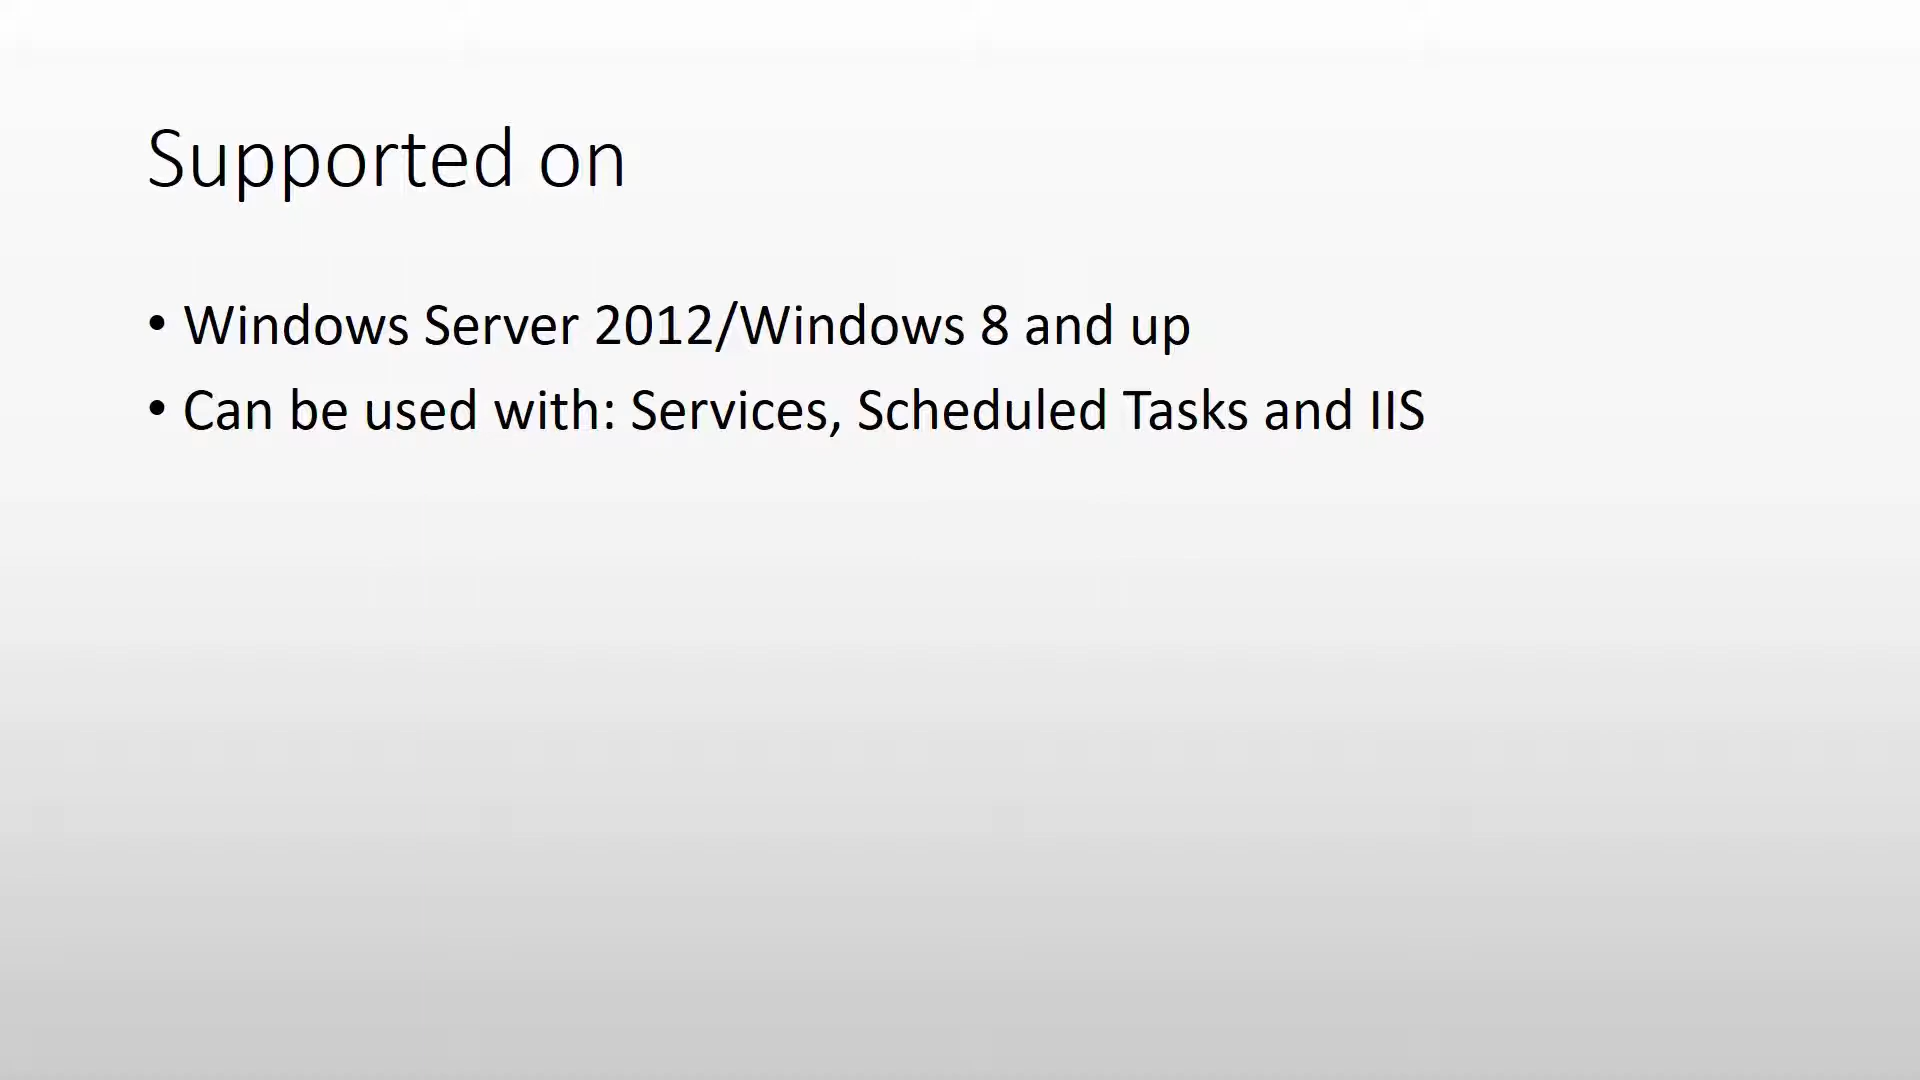 Supported on
• Windows Server 2012/Windows 8 and up
• Can be used with: Services, Scheduled Tasks and IIS